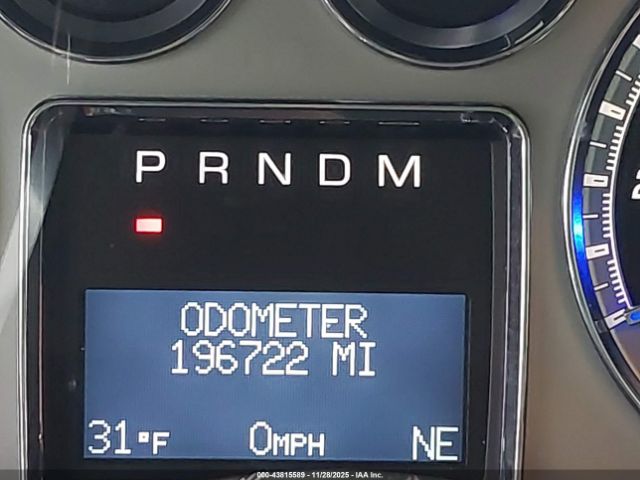 P R N D M
ODOMETER
196722 MI
31°F 0MPH NE
000-43815589 - 11/28/2025 - IAA Inc.